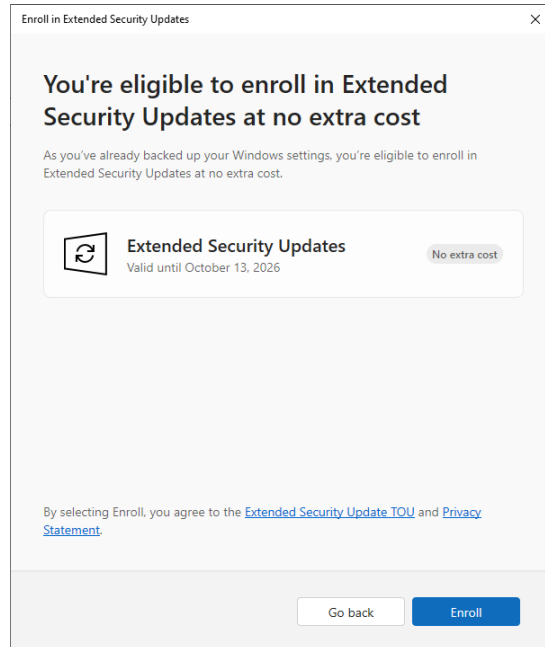 Enroll in Extended Security Updates
You're eligible to enroll in Extended
Security Updates at no extra cost
As you've already backed up your Windows settings, you're eligible to enroll in
Extended Security Updates at no extra cost.
Extended Security Updates
No extra cost
Valid until October 13, 2026
By selecting Enroll, you agree to the Extended Security Update TOU and Privacy
Statement.
Go back
Enroll